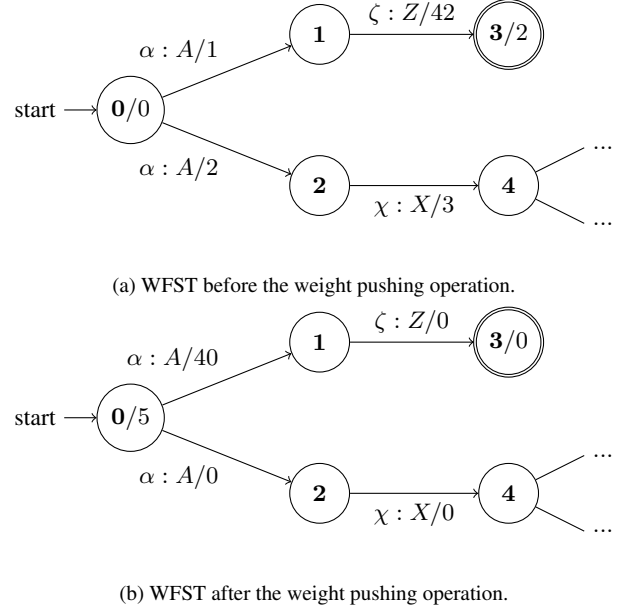 α : A/1
1
ζ : Z/42
3/2
start
0/0
α : A/2
2
χ : X/3
4
...
...
(a) WFST before the weight pushing operation.
α : A/40
1
ζ : Z/0
3/0
start
0/5
α : A/0
2
χ : X/0
4
...
...
(b) WFST after the weight pushing operation.